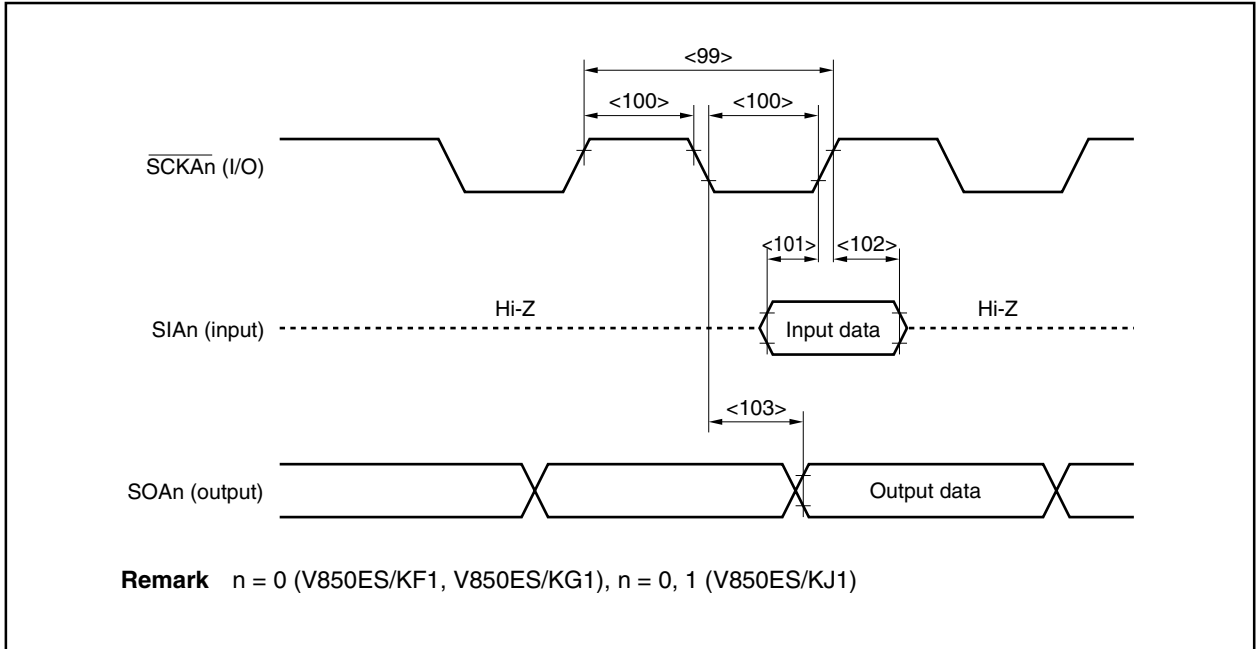 <99>
<100> <100>
SCKAn (I/O)
<101> <102>
Hi-Z Hi-Z
SIAn (input) Input data
<103>
SOAn (output) Output data
Remark n = 0 (V850ES/KF1, V850ES/KG1), n = 0, 1 (V850ES/KJ1)